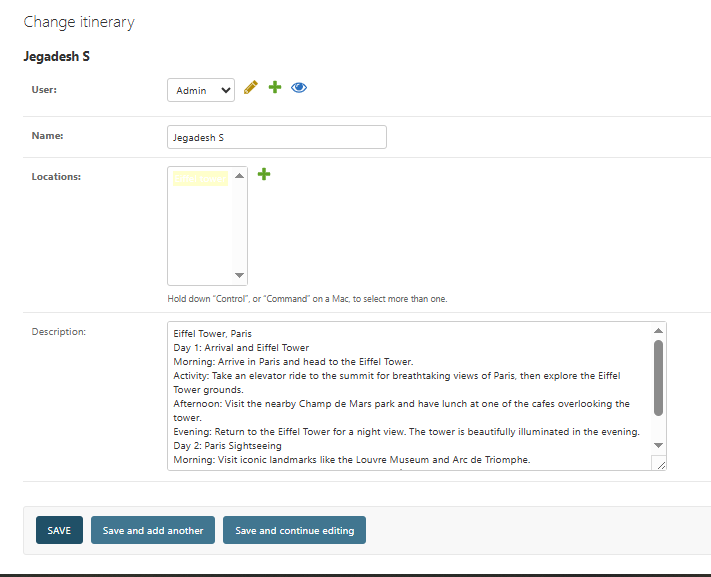 Change itinerary
Jegadesh S
User:
Admin
Name:
Jegadesh S
Locations:
Hold down "Control", or "Command" on a Mac, to select more than one.
Description:
Eiffel Tower, Paris
Day 1: Arrival and Eiffel Tower
Morning: Arrive in Paris and head to the Eiffel Tower.
Activity: Take an elevator ride to the summit for breathtaking views of Paris, then explore the Eiffel
Tower grounds.
Afternoon: Visit the nearby Champ de Mars park and have lunch at one of the cafes overlooking the
tower.
Evening: Return to the Eiffel Tower for a night view. The tower is beautifully illuminated in the evening.
Day 2: Paris Sightseeing
Morning: Visit iconic landmarks like the Louvre Museum and Arc de Triomphe.
SAVE
Save and add another
Save and continue editing